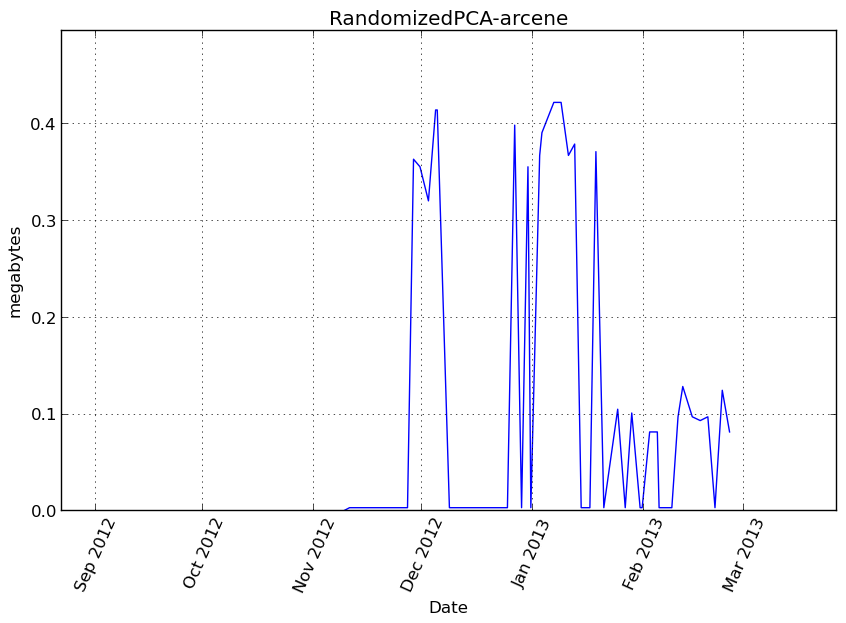 RandomizedPCA-arcene
megabytes
0.4
0.3
0.2
0.1
0.0
Sep 2012
Oct 2012
Nov 2012
Dec 2012
Jan 2013
Feb 2013
Mar 2013
Date